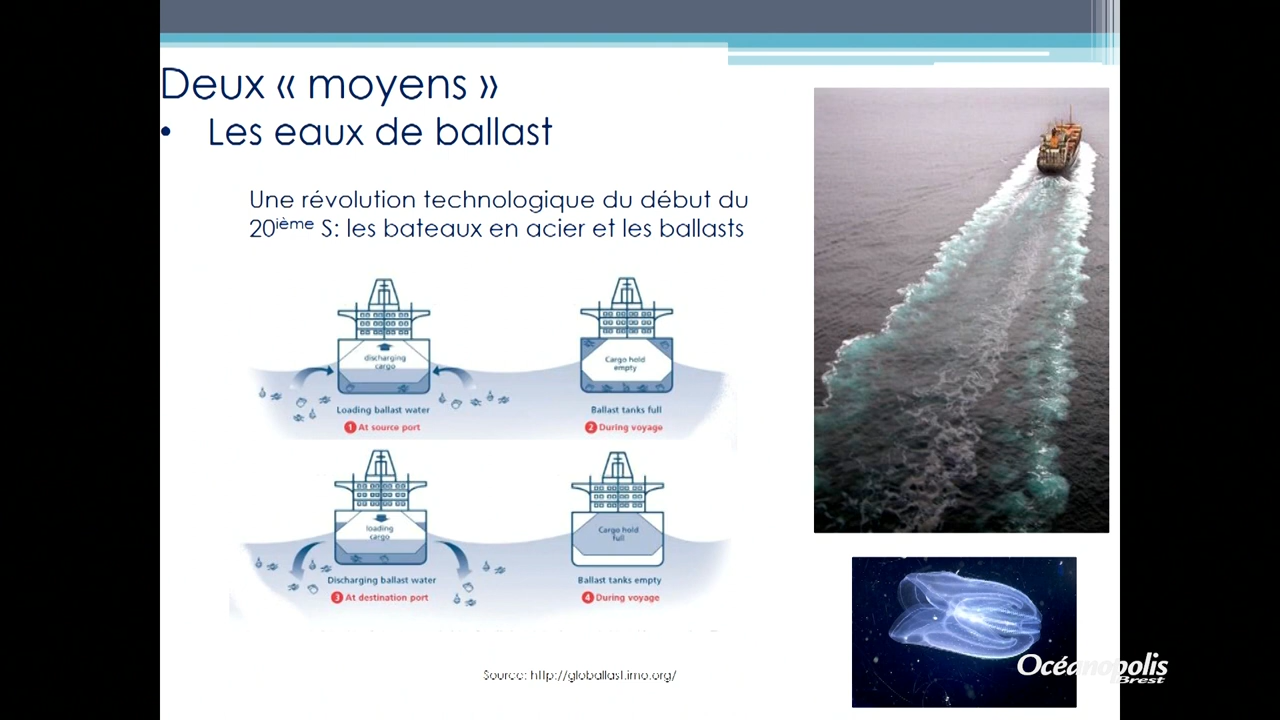 Deux « moyens »
• Les eaux de ballast
Une révolution technologique du début du
20ième S: les bateaux en acier et les ballasts
discharging
cargo
Loading ballast water
1 At source port
Cargo hold
empty
Ballast tanks full
2 During voyage
loading
cargo
Discharging ballast water
3 At destination port
Cargo hold
full
Ballast tanks empty
4 During voyage
Source: http://globallast.imo.org/
Océanopolis
Brest